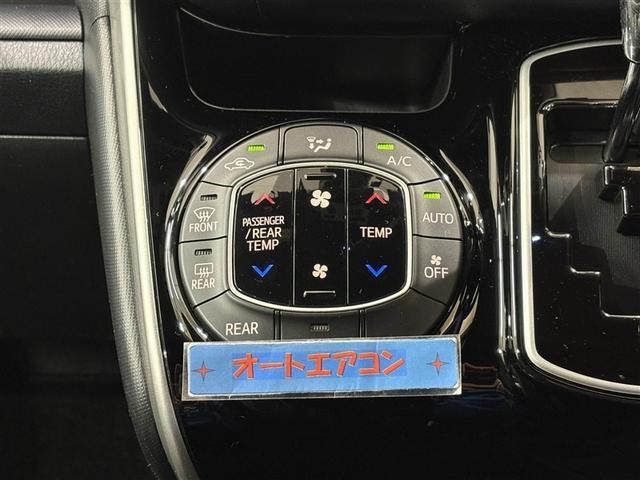 A/C
AUTO
FRONT
PASSENGER
/REAR
TEMP
TEMP
OFF
REAR
REAR
オートエアコン